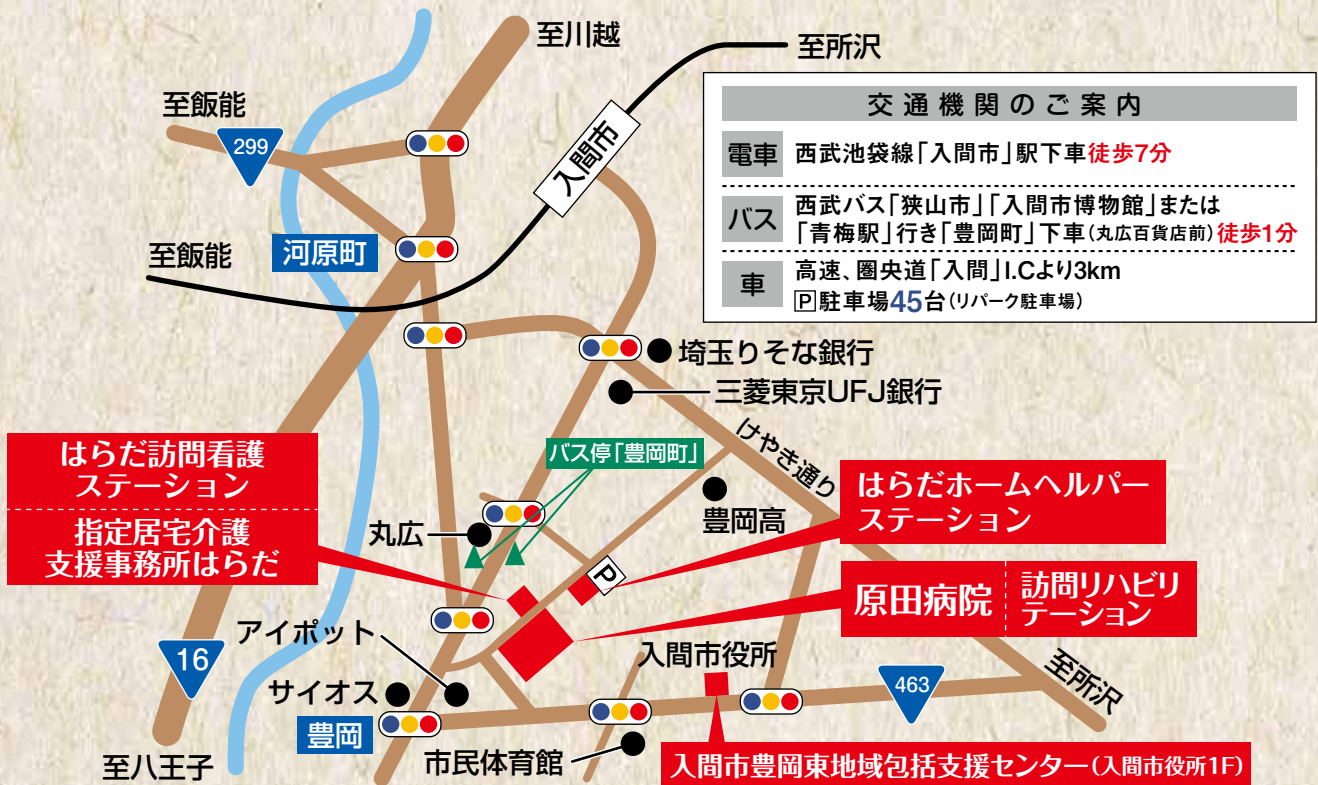 至川越
至所沢
至飯能
299
入間市
交通機関のご案内
電車 西武池袋線「入間市」駅下車徒歩7分
バス 西武バス「狭山市」「入間市博物館」または
「青梅駅」行き「豊岡町」下車(丸広百貨店前)徒歩1分
車 高速、圏央道「入間」I.Cより3km
P駐車場45台(リパーク駐車場)
河原町
至飯能
埼玉りそな銀行
三菱東京UFJ銀行
けやき通り
バス停「豊岡町」
はらだ訪問看護
ステーション
指定居宅介護
支援事務所はらだ
丸広
豊岡高
はらだホームヘルパー
ステーション
P
原田病院
訪問リハビリ
テーション
アイポット
サイオス
16
豊岡
入間市役所
463
至所沢
市民体育館
至八王子
入間市豊岡東地域包括支援センター(入間市役所1F)